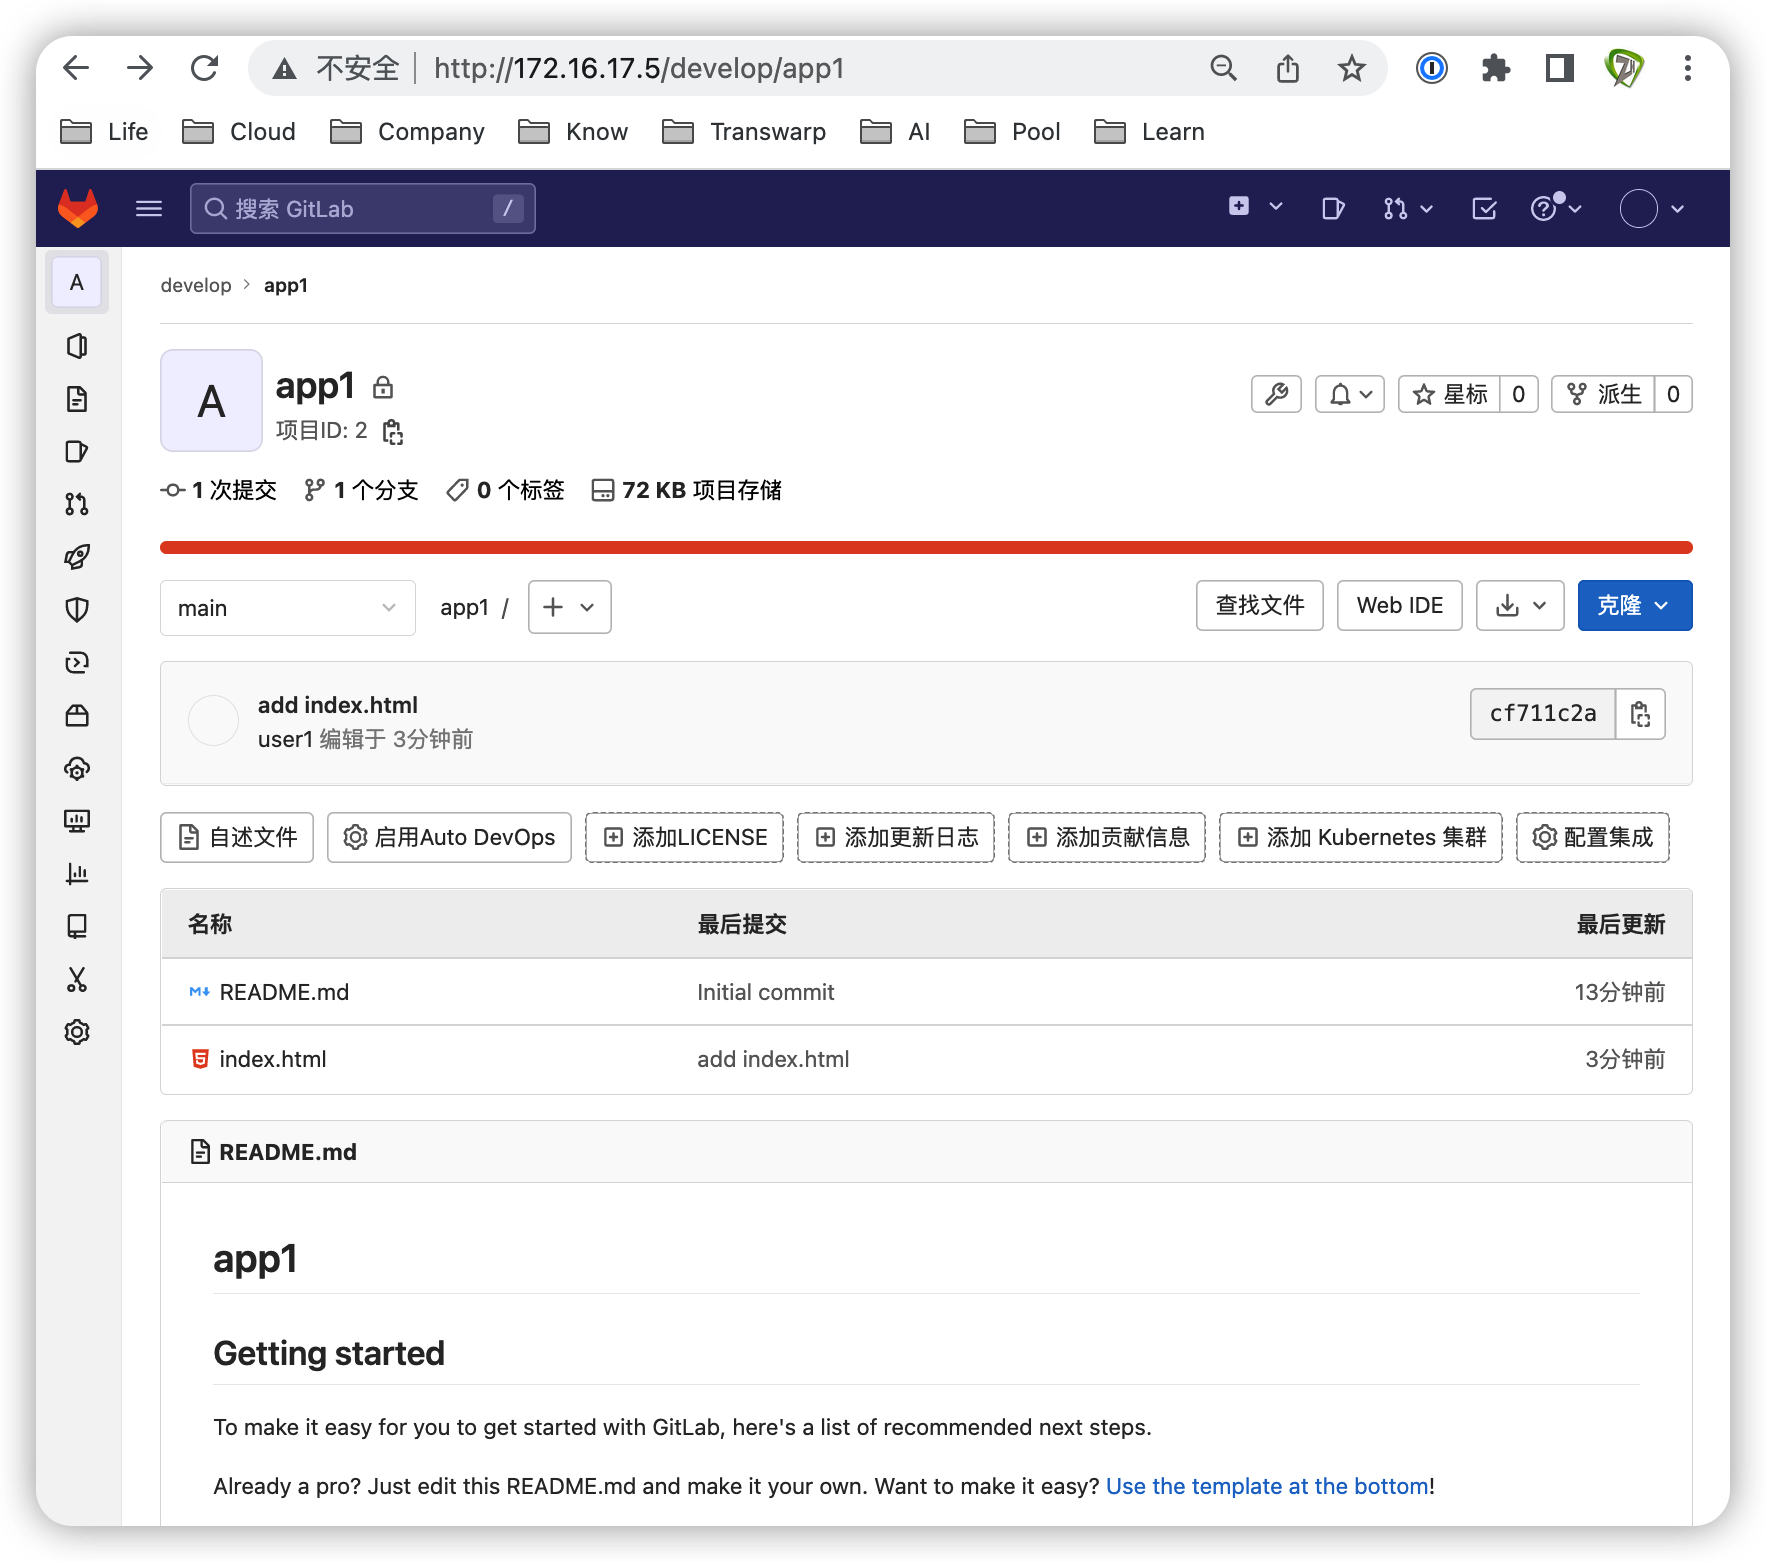 不安全 http://172.16.17.5/develop/app1
Life Cloud Company Know Transwarp AI Pool Learn
搜索 GitLab /
A
develop › app1
A
app1
项目ID: 2
星标 0 派生 0
1 次提交 1 个分支 0 个标签 72 KB 项目存储
main app1 / + 查找文件 Web IDE 克隆
add index.html
user1 编辑于 3分钟前
cf711c2a
自述文件 启用Auto DevOps 添加LICENSE 添加更新日志 添加贡献信息 添加 Kubernetes 集群 配置集成
名称 最后提交 最后更新
README.md Initial commit 13分钟前
index.html add index.html 3分钟前
README.md
app1
Getting started
To make it easy for you to get started with GitLab, here's a list of recommended next steps.
Already a pro? Just edit this README.md and make it your own. Want to make it easy? Use the template at the bottom!